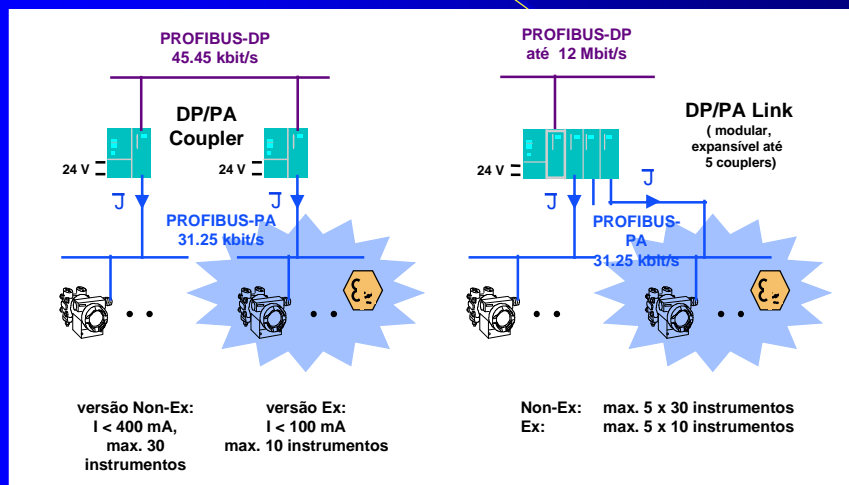 PROFIBUS-DP
45.45 kbit/s
DP/PA
Coupler
24 V
24 V
J
J
PROFIBUS-PA
31.25 kbit/s
Ex
versão Non-Ex:
I < 400 mA,
max. 30
instrumentos
versão Ex:
I < 100 mA
max. 10 instrumentos
PROFIBUS-DP
até 12 Mbit/s
DP/PA Link
( modular,
expansível até
5 couplers)
24 V
J
J
PROFIBUS-
PA
31.25 kbit/s
Ex
Non-Ex: max. 5 x 30 instrumentos
Ex: max. 5 x 10 instrumentos